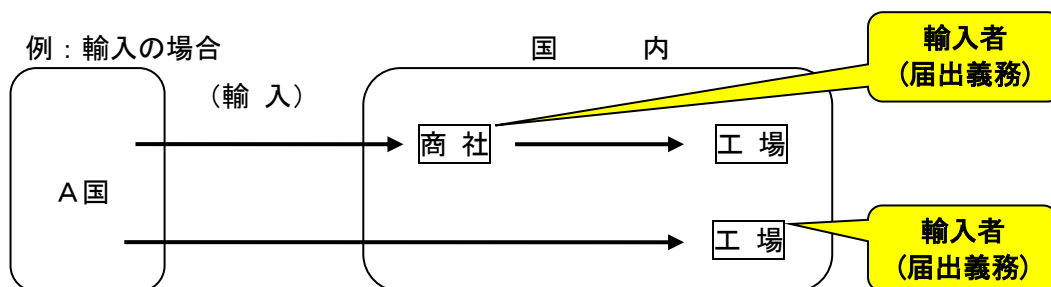 例：輸入の場合
国　　内
輸入者
(届出義務)
（輸 入）
商 社
工 場
Ａ国
工 場
輸入者
(届出義務)